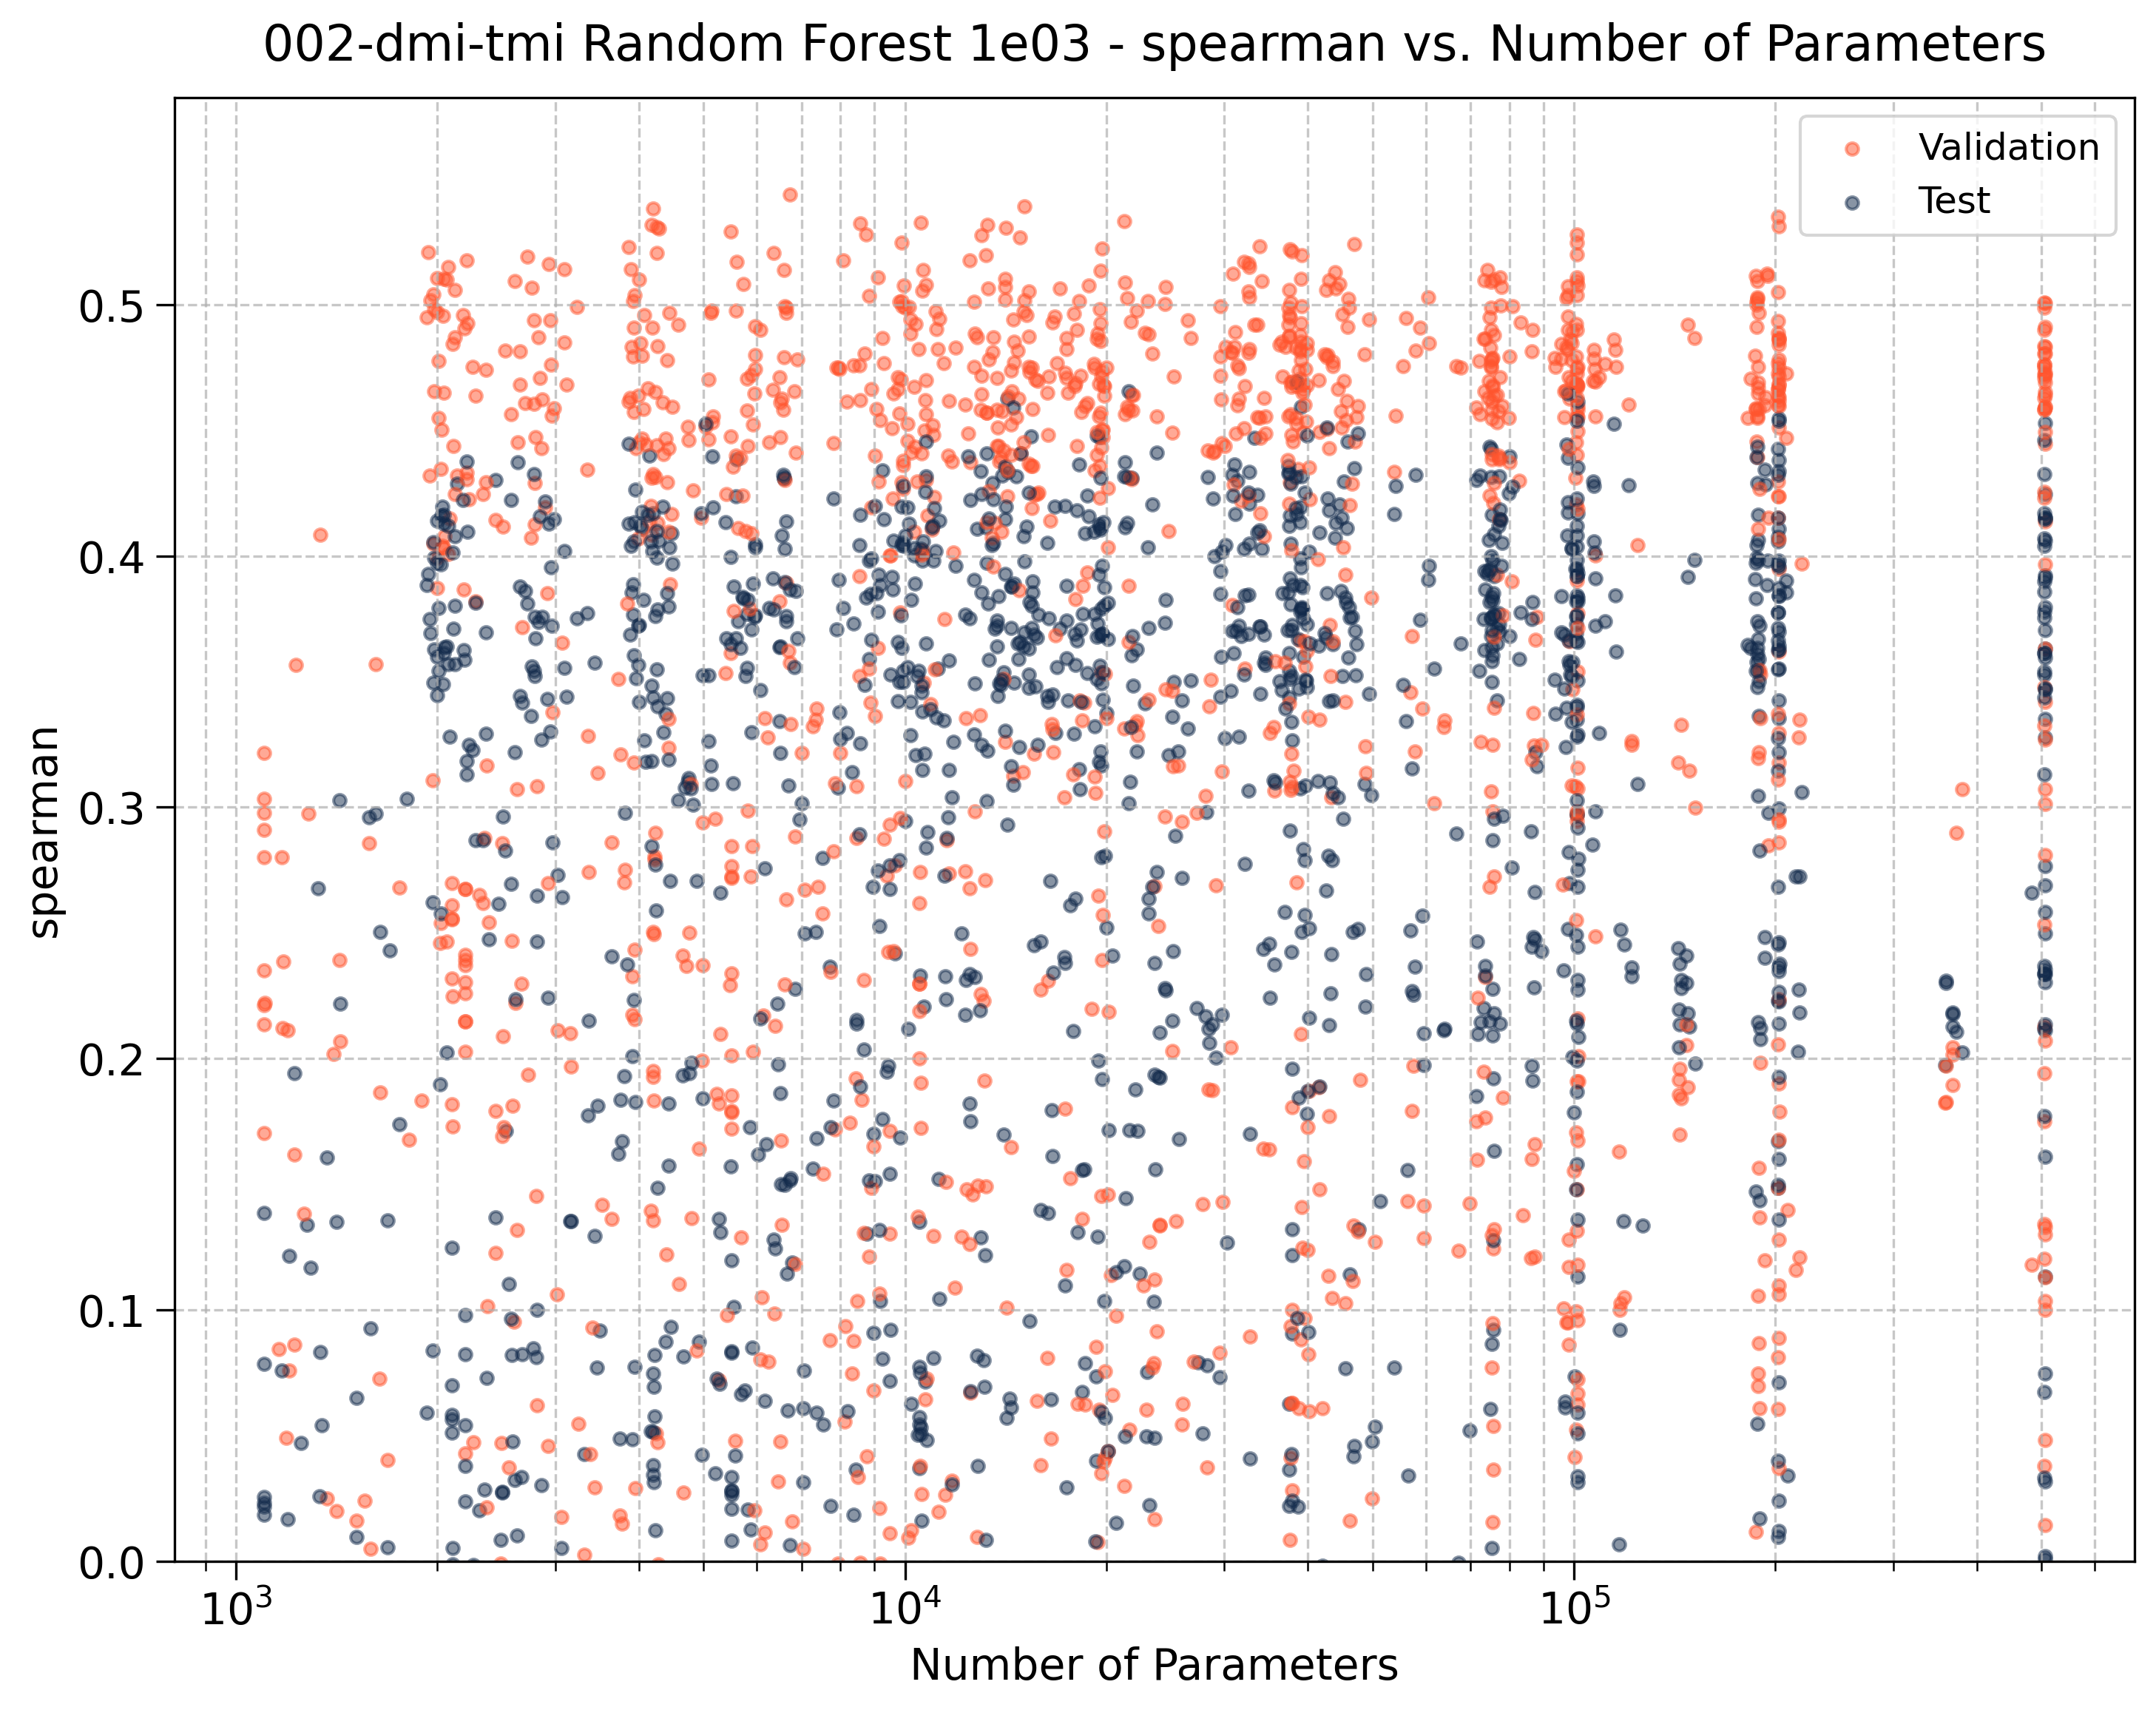 002-dmi-tmi Random Forest 1e03 - spearman vs. Number of Parameters
Validation
Test
spearman
0.5
0.4
0.3
0.2
0.1
0.0
10³
10⁴
10⁵
Number of Parameters